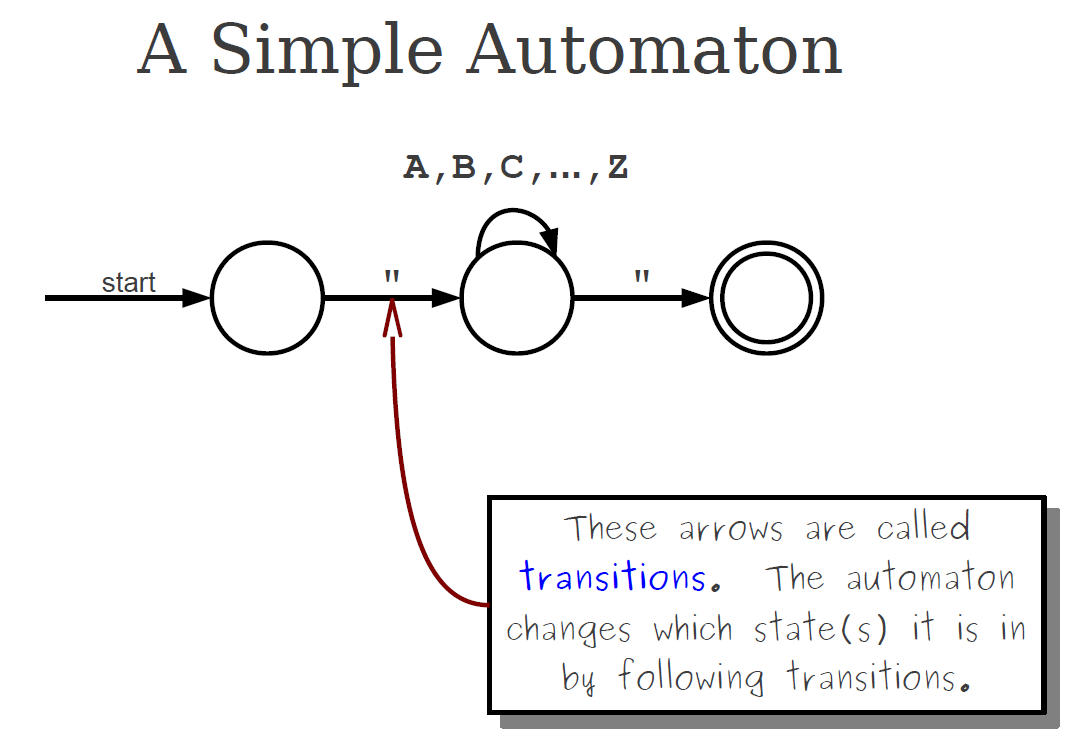 A Simple Automaton
A,B,C,…,Z
start
"
"
These arrows are called
transitions. The automaton
changes which state(s) it is in
by following transitions.